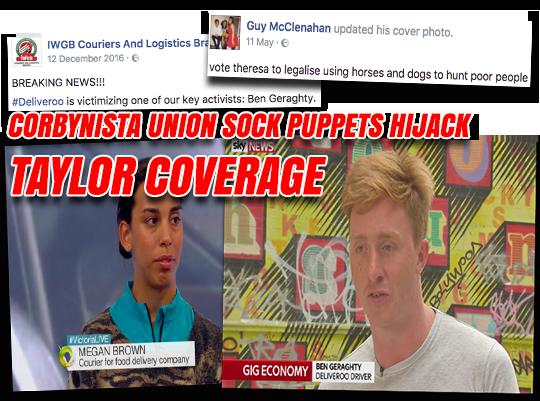 IWGB Couriers And Logistics Bra
12 December 2016
BREAKING NEWS!!!
#Deliveroo is victimizing one of our key activists: Ben Geraghty.
Guy McClenahan updated his cover photo.
11 May
vote theresa to legalise using horses and dogs to hunt poor people
CORBYNISTA UNION SOCK PUPPETS HIJACK
TAYLOR COVERAGE
#VictoriaLIVE
MEGAN BROWN
Courier for food delivery company
sky NEWS
GIG ECONOMY
BEN GERAGHTY
DELIVEROO DRIVER